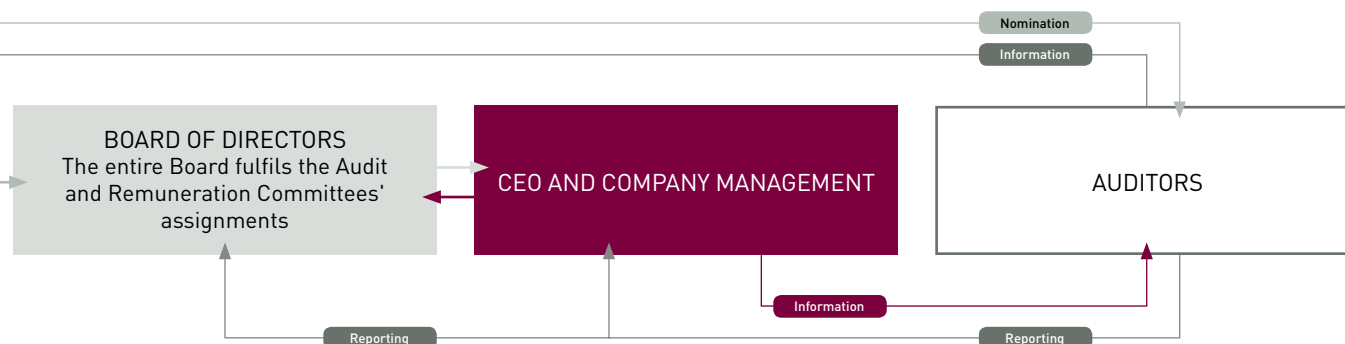 Nomination
Information
BOARD OF DIRECTORS
The entire Board fulfils the Audit
and Remuneration Committees'
assignments
CEO AND COMPANY MANAGEMENT
AUDITORS
Information
Reporting
Reporting